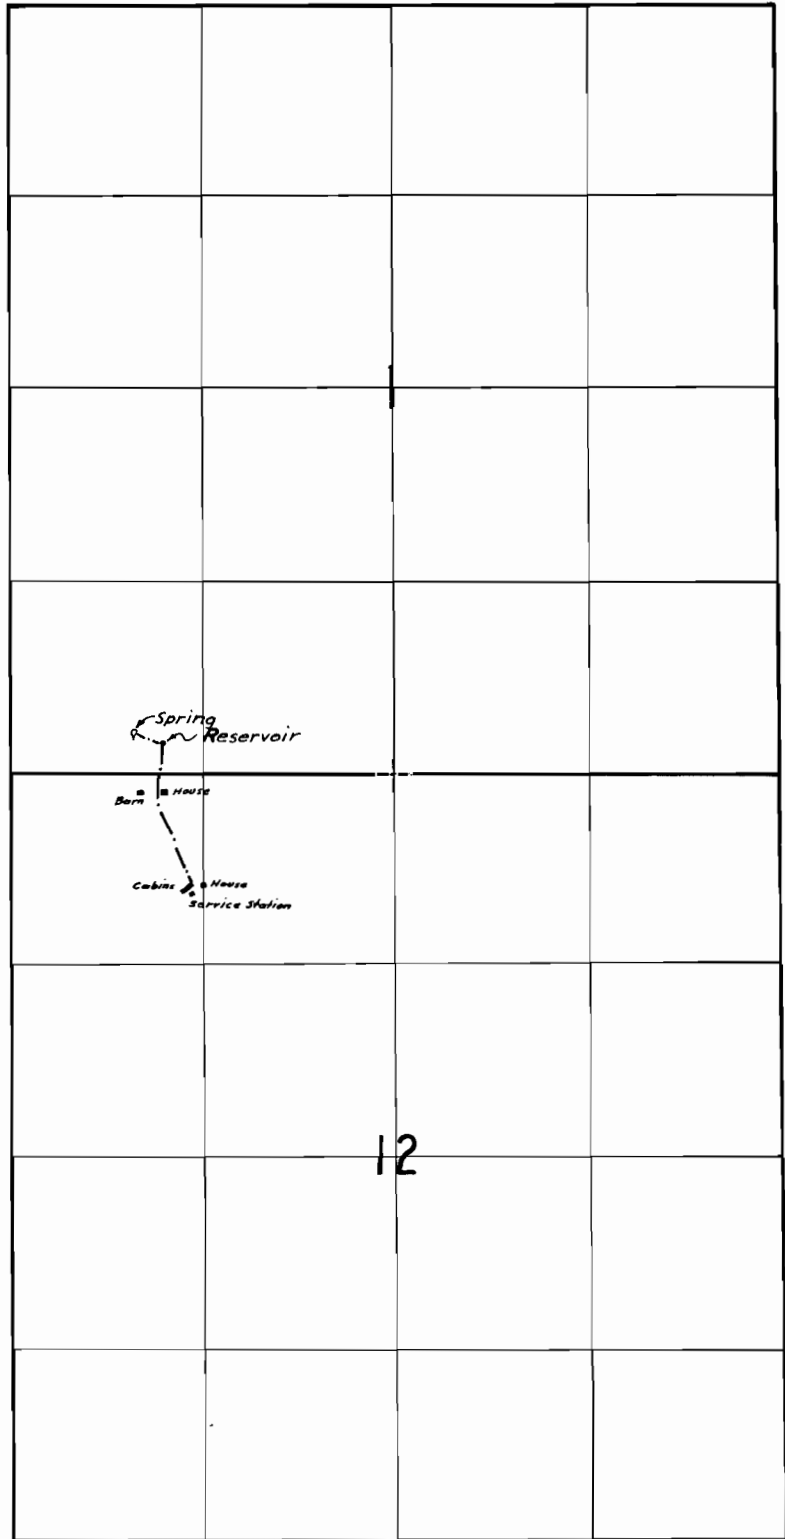 1
Spring
Reservoir
House
Barn
Cabins
House
Service Station
12